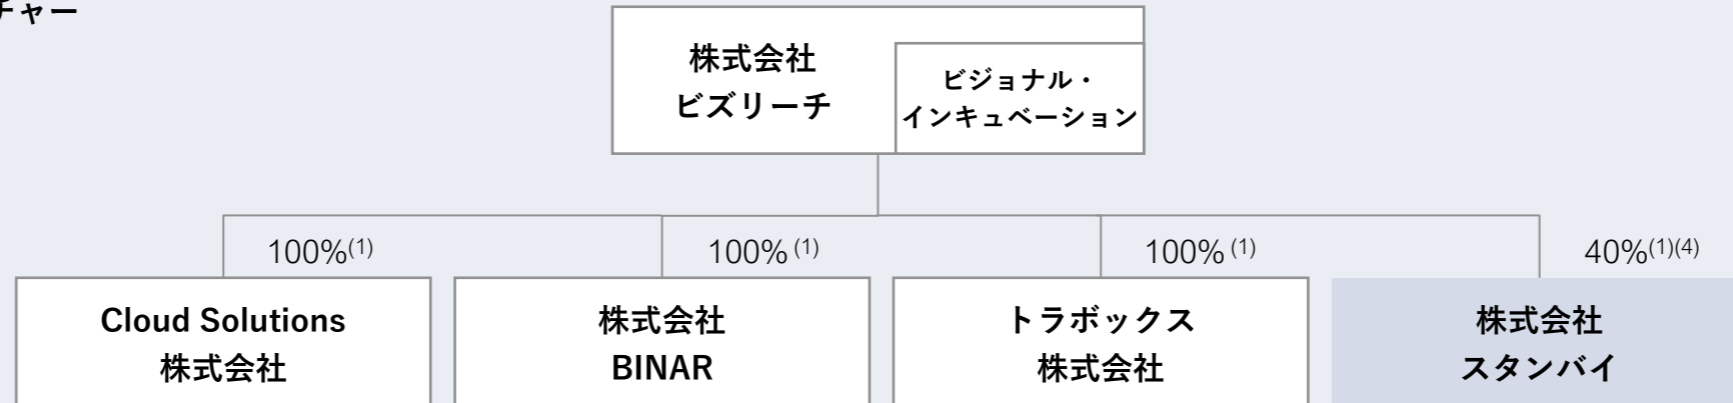 チャー
株式会社
ビズリーチ
ビジョナル・
インキュベーション
100%(1)
100% (1)
100% (1)
40%(1)(4)
Cloud Solutions
株式会社
株式会社
BINAR
トラボックス
株式会社
株式会社
スタンバイ